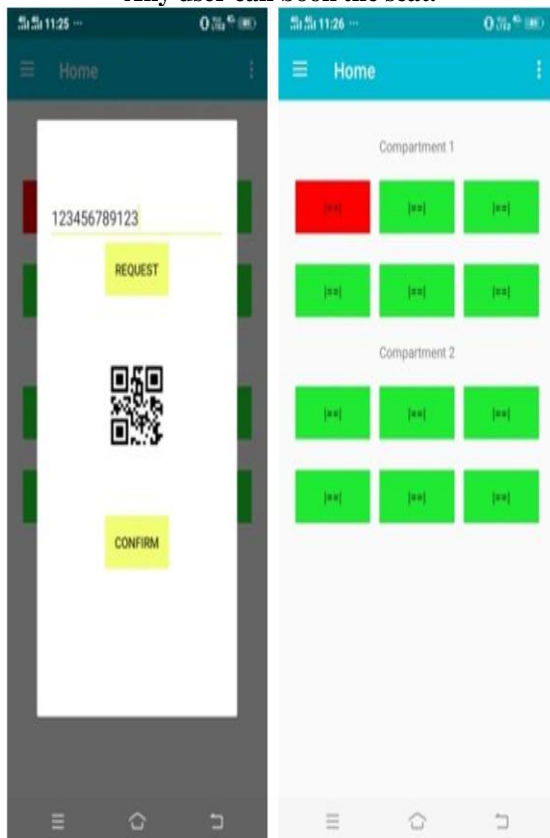 Any user can book the seat.
11:25 ...
Home
123456789123
REQUEST
CONFIRM
11:26 ...
Home
Compartment 1
|==| |==| |==|
|==| |==| |==|
Compartment 2
|==| |==| |==|
|==| |==| |==|